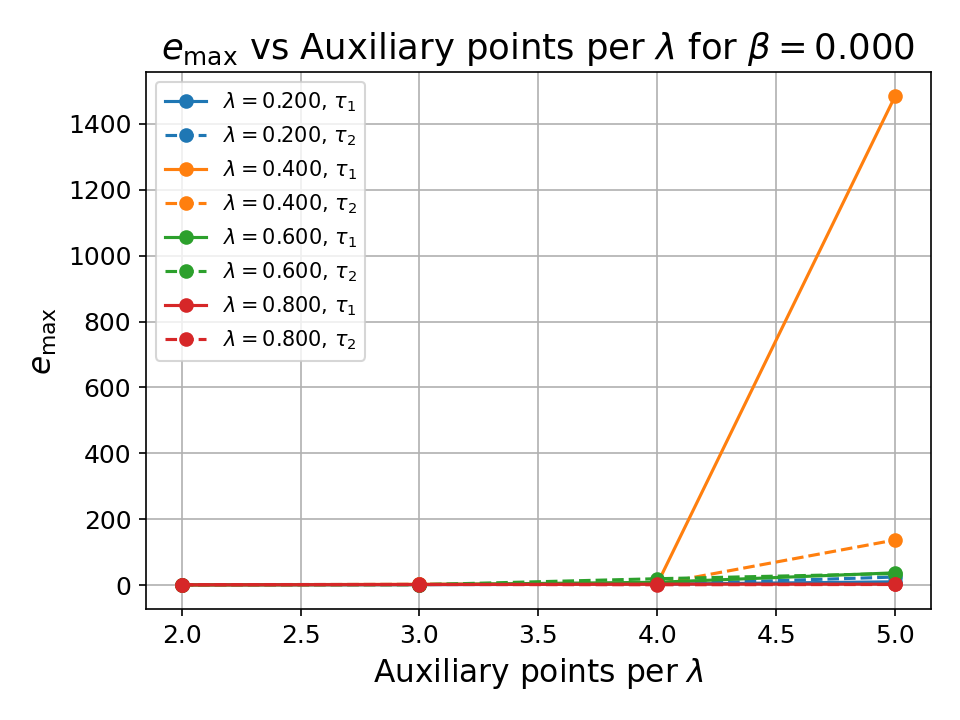 e_max vs Auxiliary points per λ for β = 0.000
λ = 0.200, τ₁
λ = 0.200, τ₂
λ = 0.400, τ₁
λ = 0.400, τ₂
λ = 0.600, τ₁
λ = 0.600, τ₂
λ = 0.800, τ₁
λ = 0.800, τ₂
e_max
1400
1200
1000
800
600
400
200
0
2.0 2.5 3.0 3.5 4.0 4.5 5.0
Auxiliary points per λ